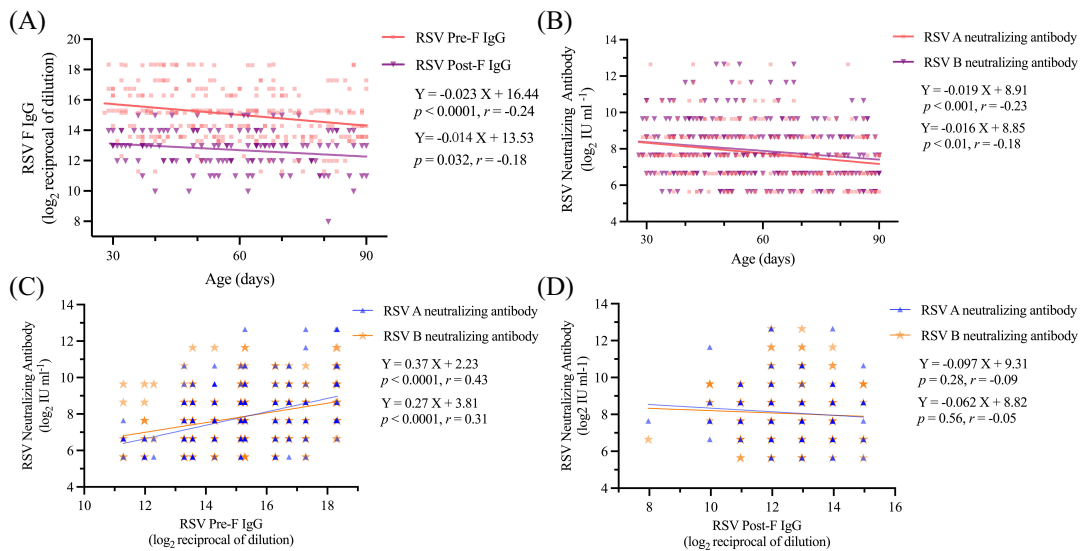 (A)
20
18
16
14
12
10
8
RSV F IgG
(log2 reciprocal of dilution)
30
60
90
Age (days)
RSV Pre-F IgG
RSV Post-F IgG
Y = -0.023 X + 16.44
p < 0.0001, r = -0.24
Y = -0.014 X + 13.53
p = 0.032, r = -0.18
(B)
14
12
10
8
6
4
RSV Neutralizing Antibody
(log2 IU ml-1)
30
60
90
Age (days)
RSV A neutralizing antibody
RSV B neutralizing antibody
Y = -0.019 X + 8.91
p < 0.001, r = -0.23
Y = -0.016 X + 8.85
p < 0.01, r = -0.18
(C)
14
12
10
8
6
4
RSV Neutralizing Antibody
(log2 IU ml-1)
10
12
14
16
18
RSV Pre-F IgG
(log2 reciprocal of dilution)
RSV A neutralizing antibody
RSV B neutralizing antibody
Y = 0.37 X + 2.23
p < 0.0001, r = 0.43
Y = 0.27 X + 3.81
p < 0.0001, r = 0.31
(D)
14
12
10
8
6
4
RSV Neutralizing Antibody
(log2 IU ml-1)
8
10
12
14
16
RSV Post-F IgG
(log2 reciprocal of dilution)
RSV A neutralizing antibody
RSV B neutralizing antibody
Y = -0.097 X + 9.31
p = 0.28, r = -0.09
Y = -0.062 X + 8.82
p = 0.56, r = -0.05